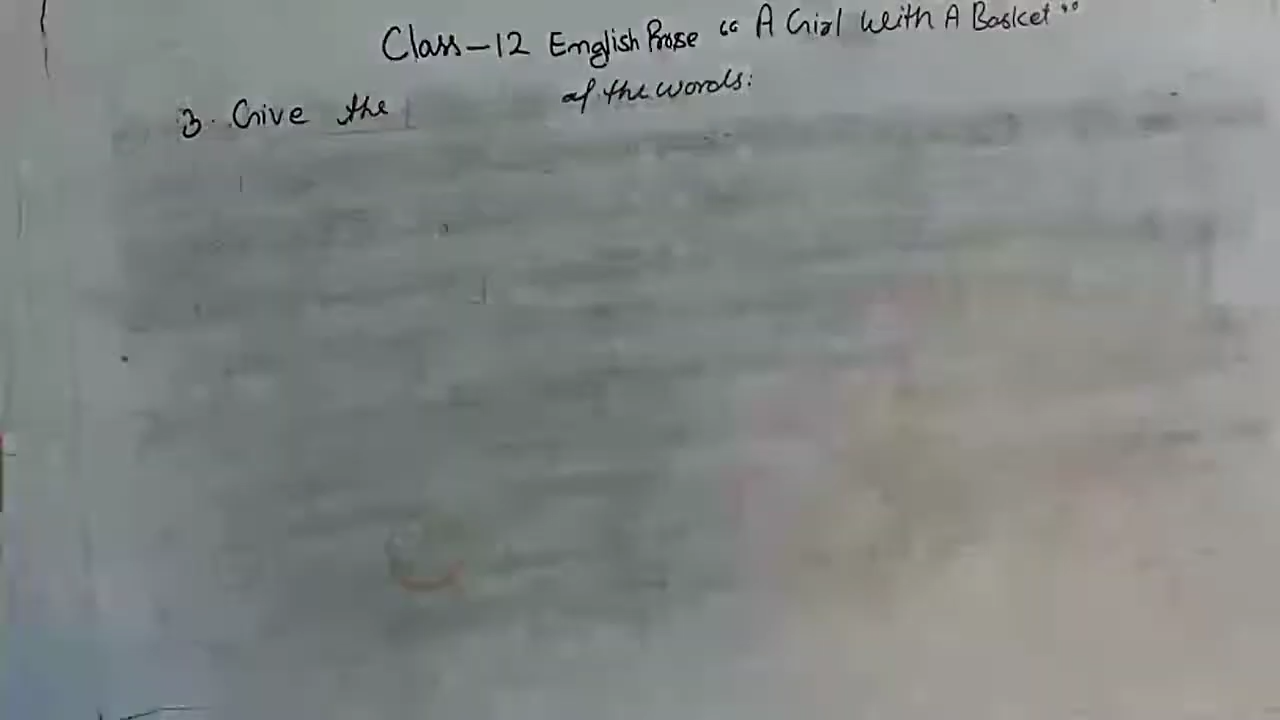 Class-12 English Prose "A Girl With A Basket"
3. Give the of the words: